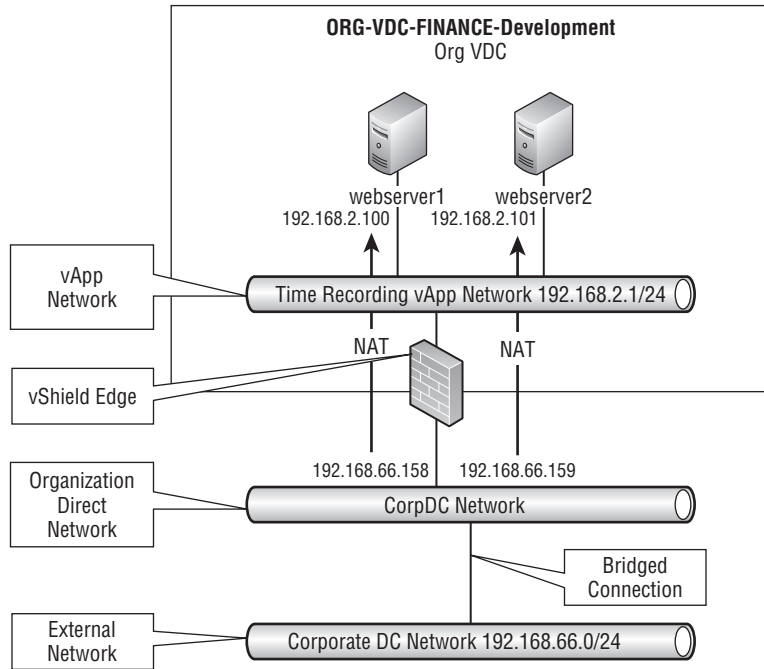 ORG-VDC-FINANCE-Development
Org VDC
webserver1
webserver2
192.168.2.100
192.168.2.101
vApp
Network
Time Recording vApp Network 192.168.2.1/24
NAT
NAT
vShield Edge
192.168.66.158
192.168.66.159
Organization
Direct
Network
CorpDC Network
Bridged
Connection
External
Network
Corporate DC Network 192.168.66.0/24